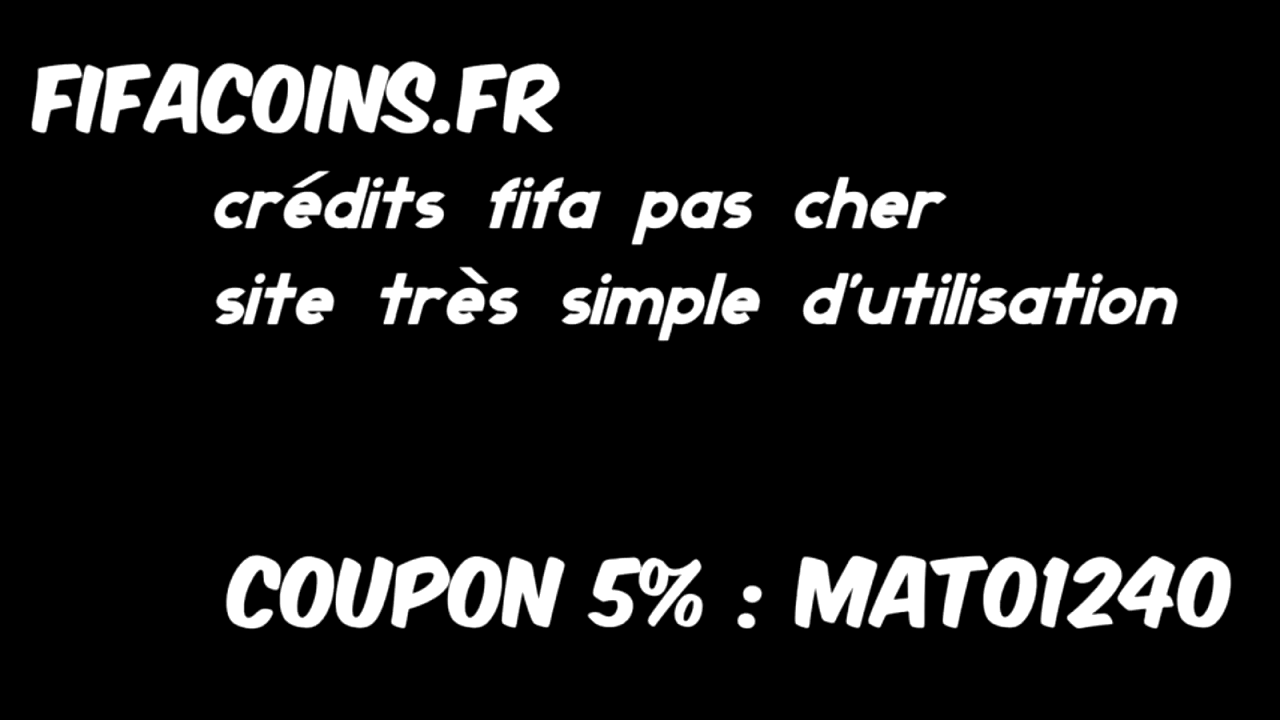 FIFACOINS.FR
crédits fifa pas cher
site très simple d'utilisation
COUPON 5% : MAT01240